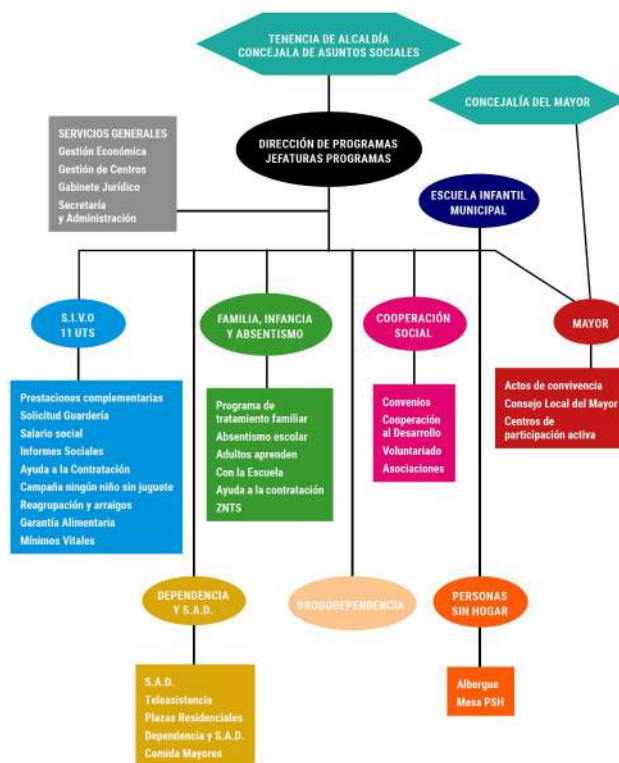 TENENCIA DE ALCALDÍA
CONCEJALA DE ASUNTOS SOCIALES
CONCEJALÍA DEL MAYOR
SERVICIOS GENERALES
Gestión Económica
Gestión de Centros
Gabinete Jurídico
Secretaría
y Administración
DIRECCIÓN DE PROGRAMAS
JEFATURAS PROGRAMAS
ESCUELA INFANTIL
MUNICIPAL
S.I.V.O
11 UTS
FAMILIA, INFANCIA
Y ABSENTISMO
COOPERACIÓN
SOCIAL
MAYOR
Prestaciones complementarias
Solicitud Guardería
Salario social
Informes Sociales
Ayuda a la Contratación
Campaña ningún niño sin juguote
Reagrupación y arraigos
Garantía Alimentaria
Mínimos Vitales
Programa de
tratamiento familiar
Absentismo escolar
Adultos aprenden
Con la Escuela
Ayuda a la contratación
ZNTS
Convenios
Cooperación
al Desarrollo
Voluntariado
Asociaciones
Actos de convivencia
Consejo Local del Mayor
Centros de
participación activa
DEPENDENCIA
Y S.A.D.
DROGODEPENDENCIA
PERSONAS
SIN HOGAR
S.A.D.
Teleasistencia
Plazas Residenciales
Dependencia y S.A.D.
Comida Mayores
Albergue
Mesa PSH